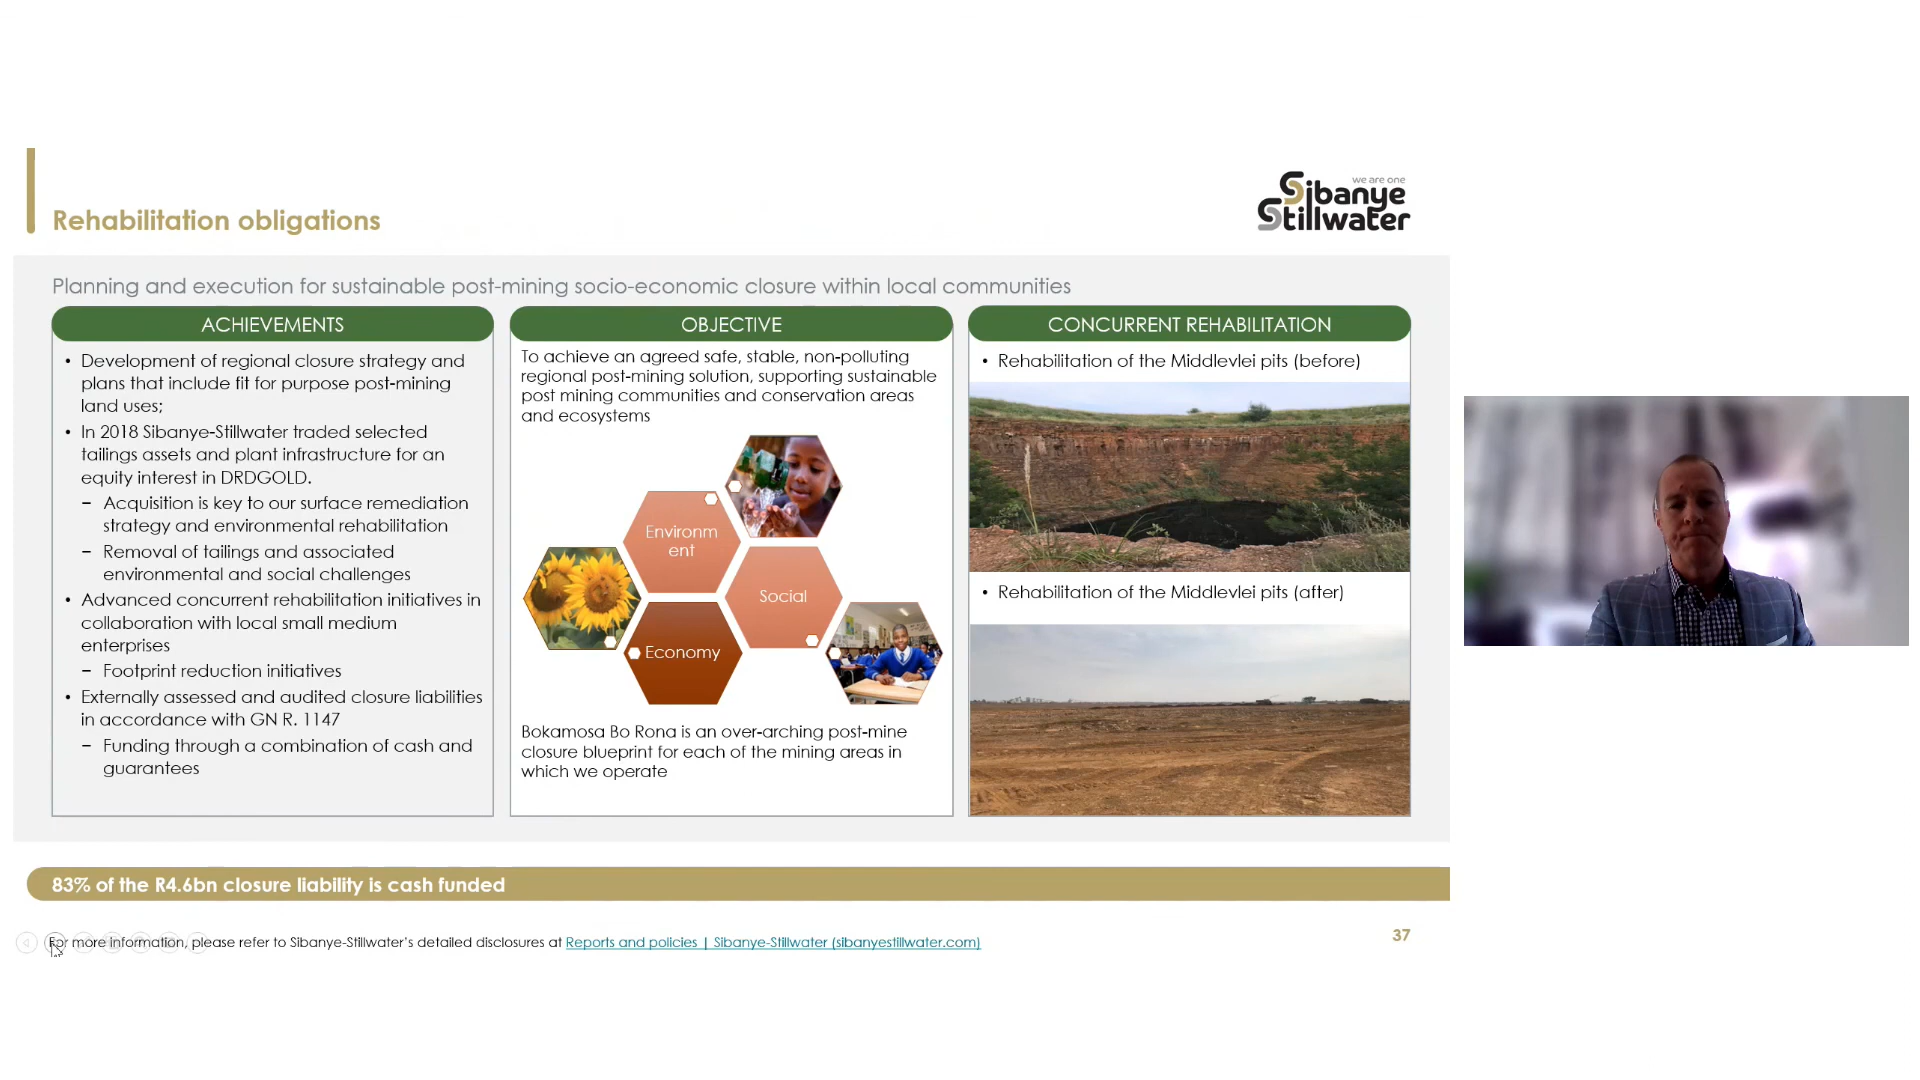 we are one
Sibanye
Stillwater
Rehabilitation obligations
Planning and execution for sustainable post-mining socio-economic closure within local communities
ACHIEVEMENTS
• Development of regional closure strategy and
plans that include fit for purpose post-mining
land uses;
• In 2018 Sibanye-Stillwater traded selected
tailings assets and plant infrastructure for an
equity interest in DRDGOLD.
− Acquisition is key to our surface remediation
strategy and environmental rehabilitation
− Removal of tailings and associated
environmental and social challenges
• Advanced concurrent rehabilitation initiatives in
collaboration with local small medium
enterprises
− Footprint reduction initiatives
• Externally assessed and audited closure liabilities
in accordance with GN R. 1147
− Funding through a combination of cash and
guarantees
OBJECTIVE
To achieve an agreed safe, stable, non-polluting
regional post-mining solution, supporting sustainable
post mining communities and conservation areas
and ecosystems
Environm
ent
Social
Economy
Bokamosa Bo Rona is an over-arching post-mine
closure blueprint for each of the mining areas in
which we operate
CONCURRENT REHABILITATION
• Rehabilitation of the Middlevlei pits (before)
• Rehabilitation of the Middlevlei pits (after)
83% of the R4.6bn closure liability is cash funded
For more information, please refer to Sibanye-Stillwater's detailed disclosures at Reports and policies | Sibanye-Stillwater (sibanyestillwater.com)
37